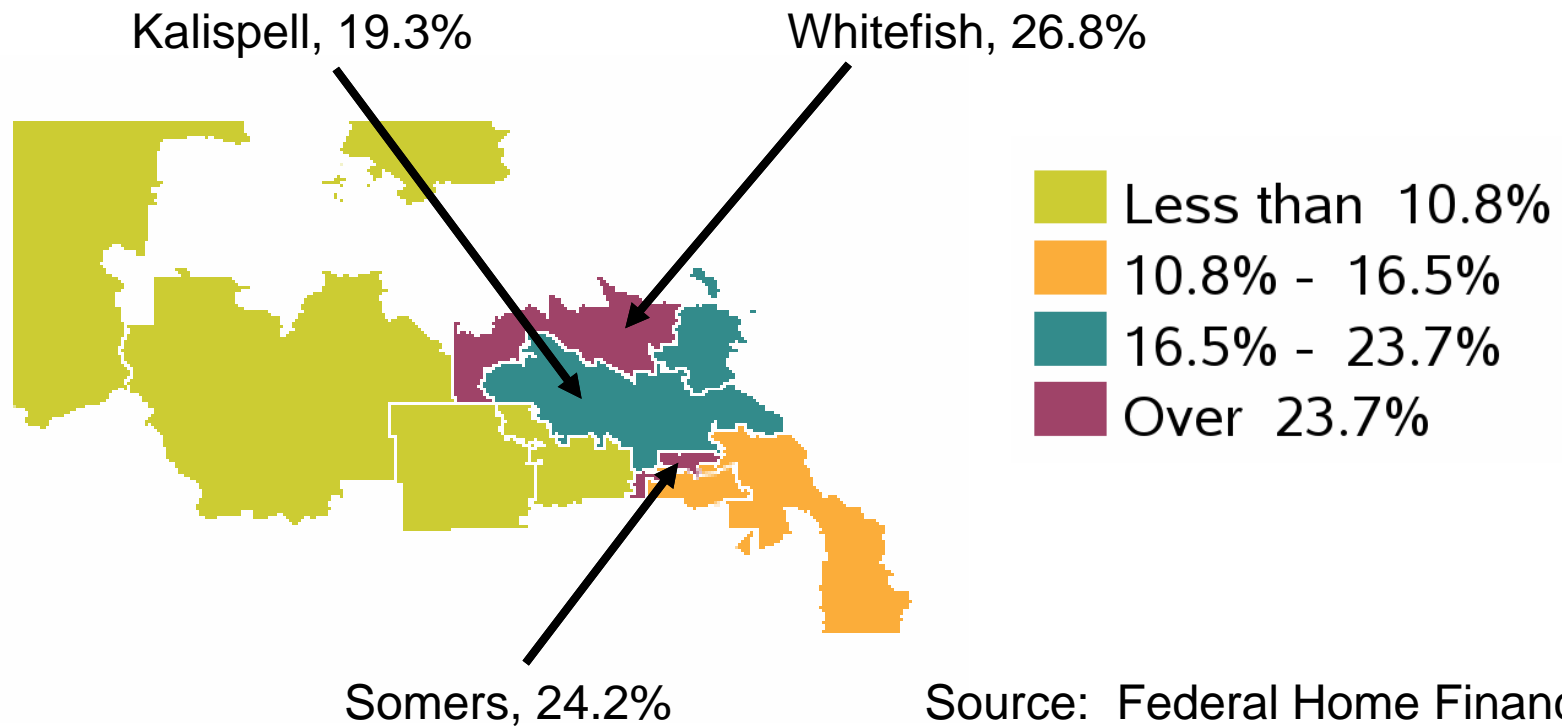 Kalispell, 19.3%
Whitefish, 26.8%
Less than 10.8%
10.8% - 16.5%
16.5% - 23.7%
Over 23.7%
Somers, 24.2%
Source: Federal Home Financ